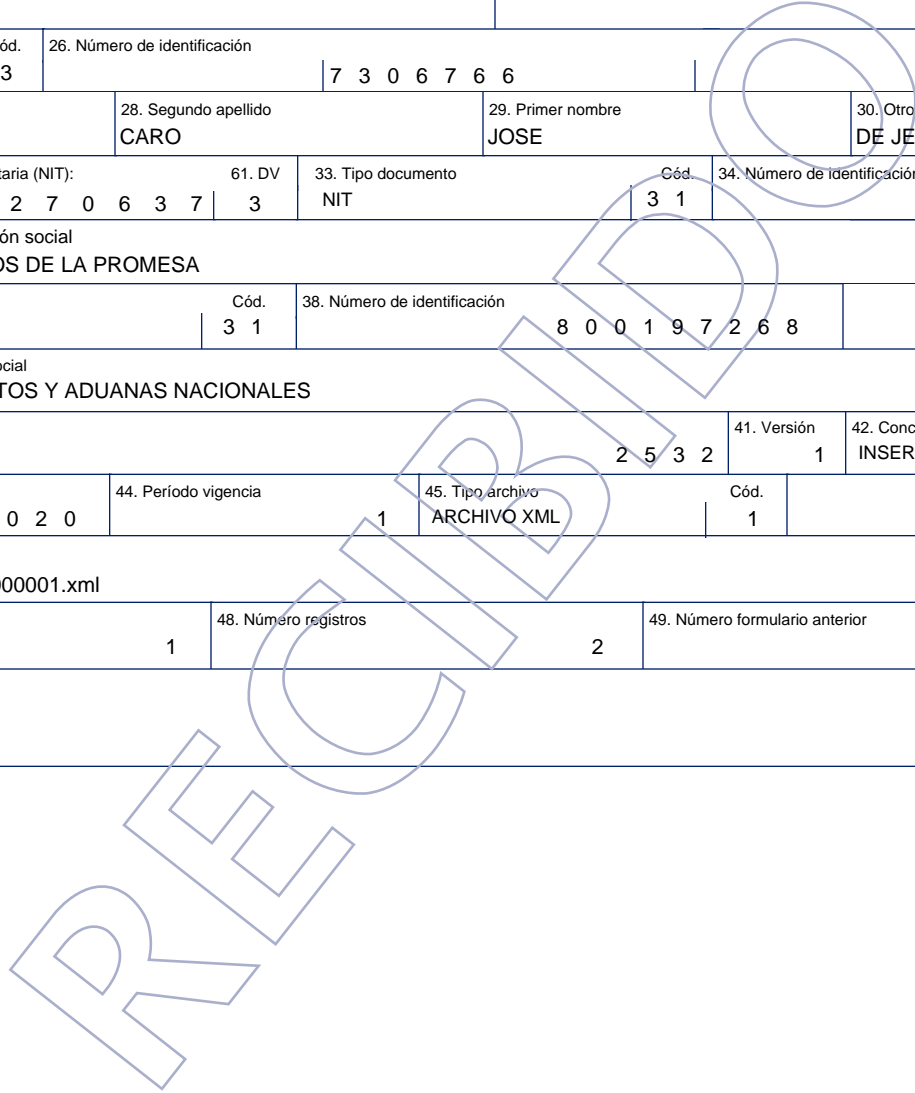 ód. 26. Número de identificación
3 7 3 0 6 7 6 6
28. Segundo apellido 29. Primer nombre 30. Otro
CARO JOSE DE JE
aria (NIT): 61. DV 33. Tipo documento Cód. 34. Número de identificación
2 7 0 6 3 7 3 NIT 3 1
ón social
OS DE LA PROMESA
Cód. 38. Número de identificación
3 1 8 0 0 1 9 7 2 6 8
ocial
TOS Y ADUANAS NACIONALES
41. Versión 42. Conc
2 5 3 2 1 INSER
44. Período vigencia 45. Tipo archivo Cód.
0 2 0 1 ARCHIVO XML 1
000001.xml
48. Número registros 49. Número formulario anterior
1 2
RECIBIDO